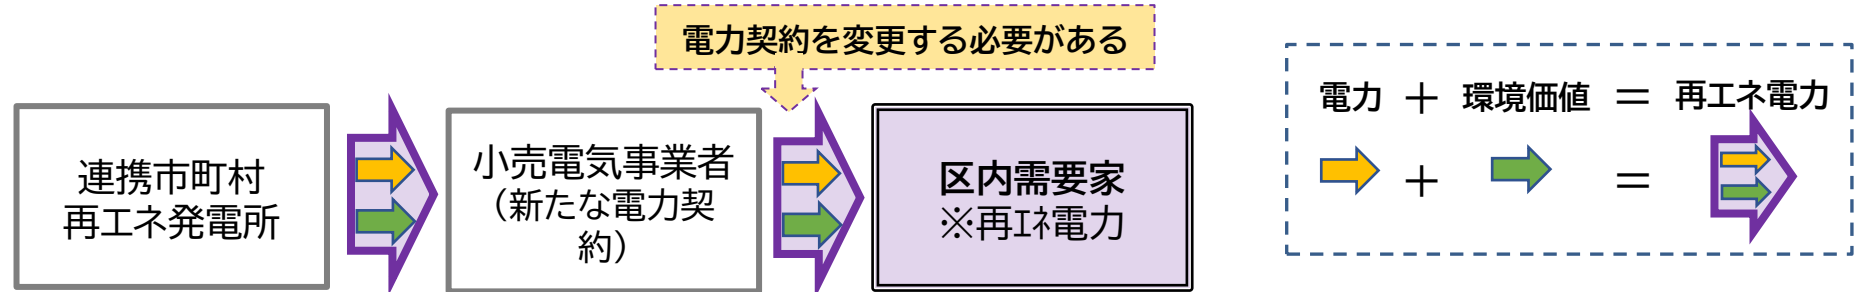 電力契約を変更する必要がある
連携市町村
再エネ発電所
小売電気事業者
（新たな電力契
約）
区内需要家
※再ｴﾈ電力
電力 ＋ 環境価値 ＝ 再エネ電力
＋ ＝